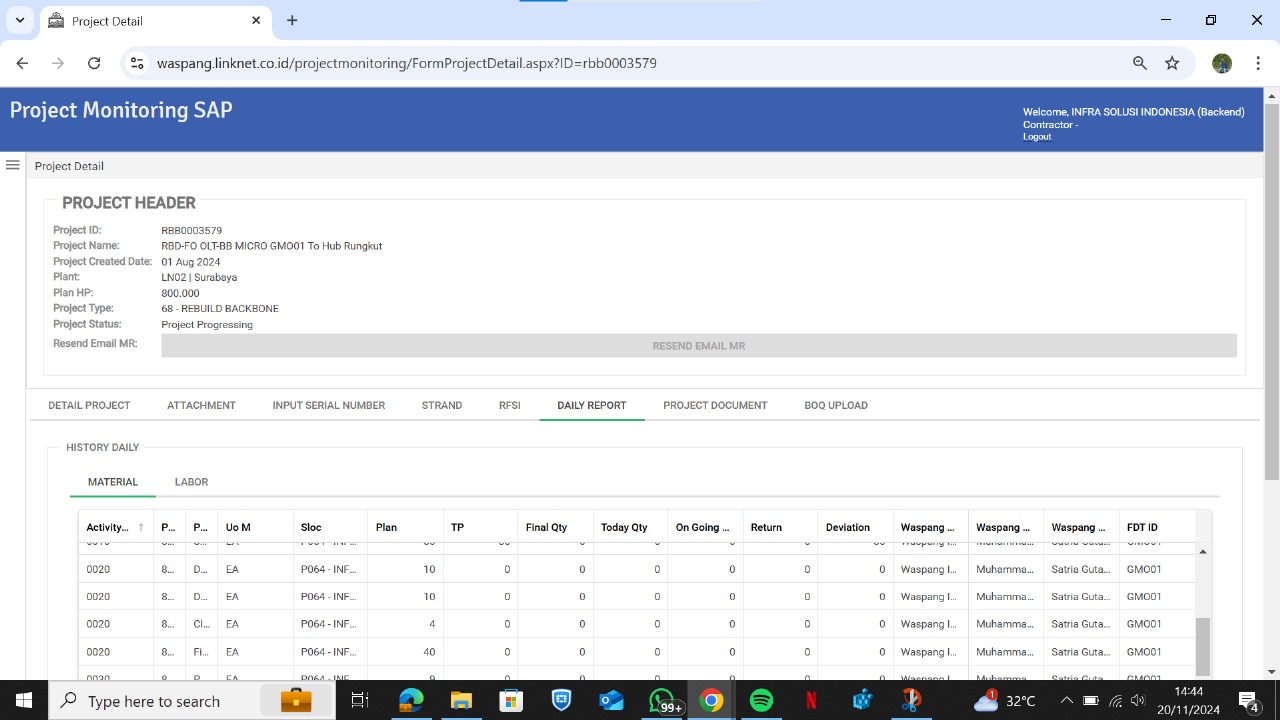 Project Detail
waspang.linknet.co.id/projectmonitoring/FormProjectDetail.aspx?ID=rbb0003579
Project Monitoring SAP
Welcome, INFRA SOLUSI INDONESIA (Backend)
Contractor -
Logout
Project Detail
PROJECT HEADER
Project ID: RBB0003579
Project Name: RBD-FO OLT-BB MICRO GMO01 To Hub Rungkut
Project Created Date: 01 Aug 2024
Plant: LN02 | Surabaya
Plan HP: 800.000
Project Type: 68 - REBUILD BACKBONE
Project Status: Project Progressing
Resend Email MR: RESEND EMAIL MR
DETAIL PROJECT ATTACHMENT INPUT SERIAL NUMBER STRAND RFSI DAILY REPORT PROJECT DOCUMENT BOQ UPLOAD
HISTORY DAILY
MATERIAL LABOR
Activity... ↑ P... P... Uo M Sloc Plan TP Final Qty Today Qty On Going ... Return Deviation Waspang ... Waspang ... Waspang ... FDT ID
0020 8... D... EA P064 - INF... 10 0 0 0 0 0 0 Waspang I... Muhamma... Satria Guta... GMO01
0020 8... D... EA P064 - INF... 10 0 0 0 0 0 0 Waspang I... Muhamma... Satria Guta... GMO01
0020 8... Cl... EA P064 - INF... 4 0 0 0 0 0 0 Waspang I... Muhamma... Satria Guta... GMO01
0020 8... Fi... EA P064 - INF... 40 0 0 0 0 0 0 Waspang I... Muhamma... Satria Guta... GMO01
Type here to search
99+
N
1
32°C
14:44
20/11/2024
4